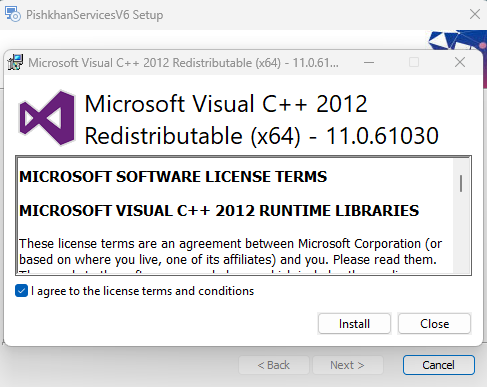 PishkhanServicesV6 Setup
Microsoft Visual C++ 2012 Redistributable (x64) - 11.0.61...
Microsoft Visual C++ 2012
Redistributable (x64) - 11.0.61030
MICROSOFT SOFTWARE LICENSE TERMS
MICROSOFT VISUAL C++ 2012 RUNTIME LIBRARIES
These license terms are an agreement between Microsoft Corporation (or
based on where you live, one of its affiliates) and you. Please read them.
I agree to the license terms and conditions
Install
Close
< Back
Next >
Cancel